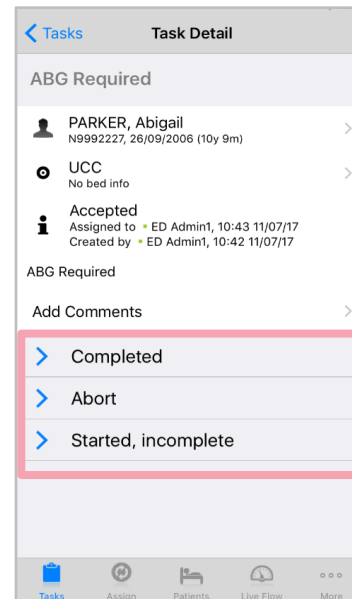 Tasks Task Detail
ABG Required
PARKER, Abigail
N9992227, 26/09/2006 (10y 9m)
UCC
No bed info
Accepted
Assigned to • ED Admin1, 10:43 11/07/17
Created by • ED Admin1, 10:42 11/07/17
ABG Required
Add Comments
Completed
Abort
Started, incomplete
Tasks Assign Patients Live Flow More